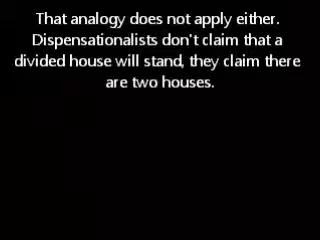 That analogy does not apply either.
Dispensationalists don't claim that a
divided house will stand, they claim there
are two houses.